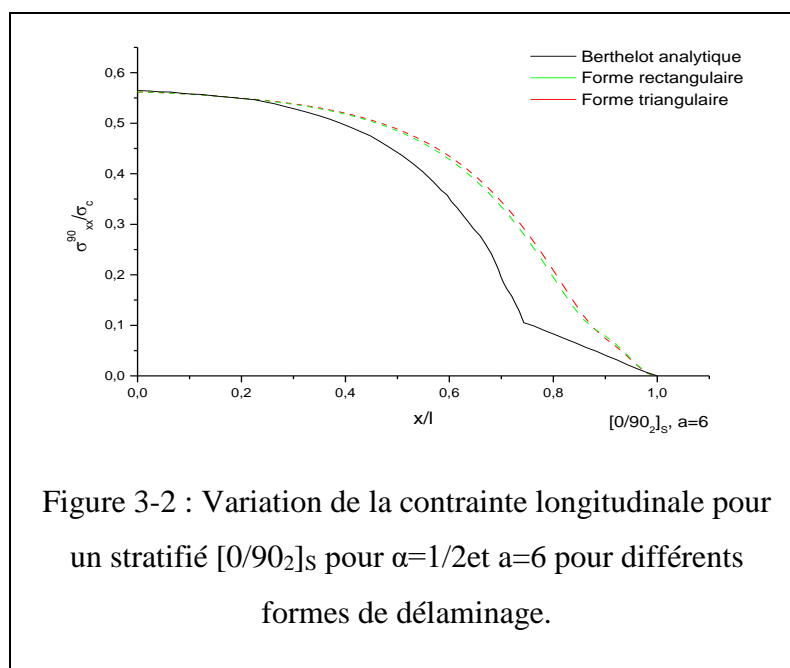 Berthelot analytique
Forme rectangulaire
Forme triangulaire
0,6
0,5
0,4
0,3
0,2
0,1
0,0
σ⁹⁰xx/σc
0,0 0,2 0,4 0,6 0,8 1,0
x/l
[0/90₂]S, a=6
Figure 3-2 : Variation de la contrainte longitudinale pour
un stratifié [0/90₂]S pour α=1/2et a=6 pour différents
formes de délaminage.